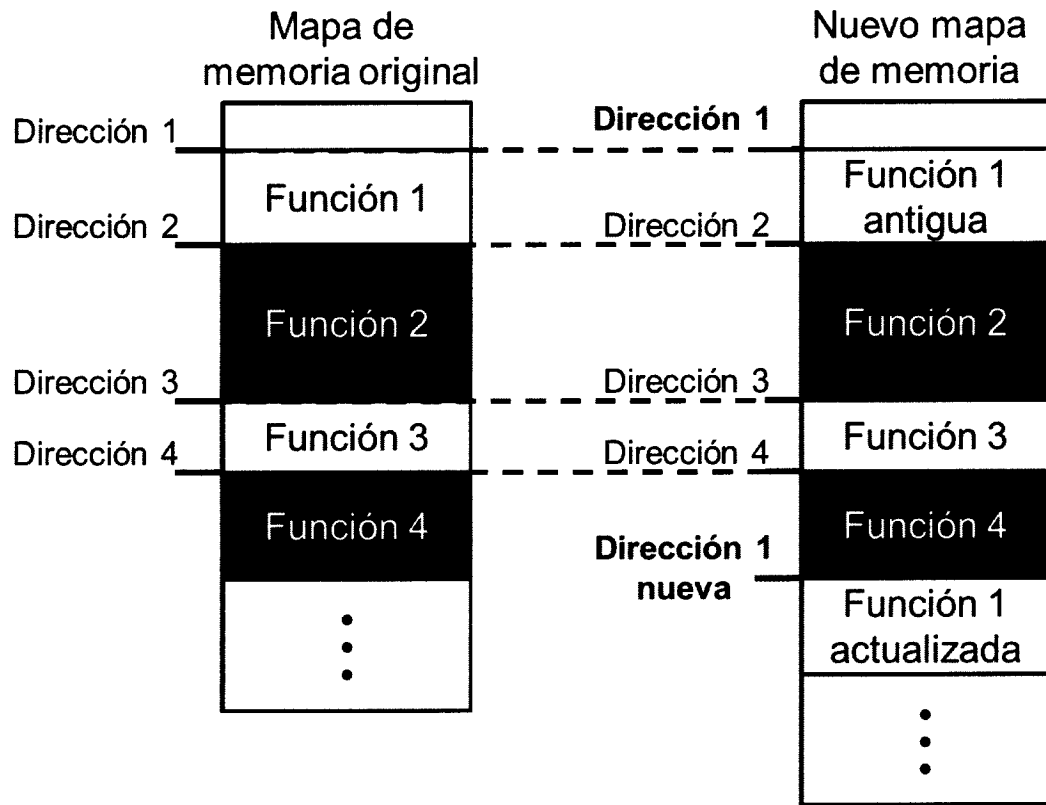 Mapa de
memoria original
Dirección 1
Función 1
Dirección 2
Función 2
Dirección 3
Función 3
Dirección 4
Función 4
Nuevo mapa
de memoria
Dirección 1
Función 1
antigua
Dirección 2
Función 2
Dirección 3
Función 3
Dirección 4
Función 4
Dirección 1
nueva
Función 1
actualizada